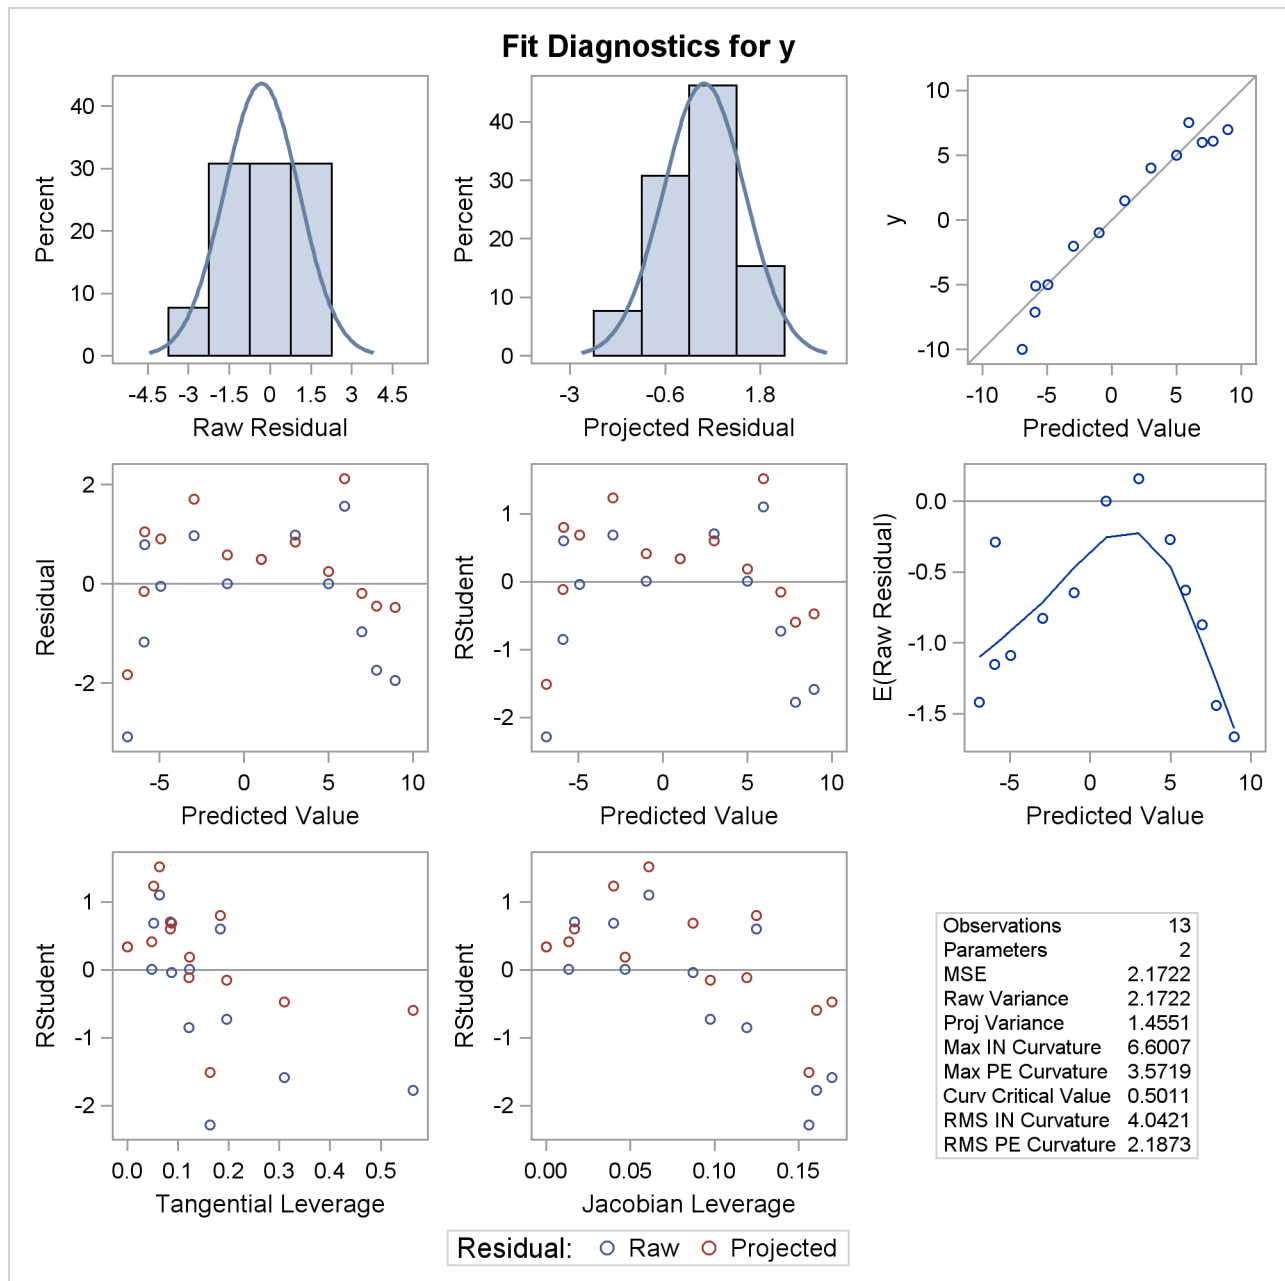 Fit Diagnostics for y
40
30
20
10
0
Percent
-4.5 -3 -1.5 0 1.5 3 4.5
Raw Residual
40
30
20
10
0
Percent
-3 -0.6 1.8
Projected Residual
10
5
0
-5
-10
y
-10 -5 0 5 10
Predicted Value
2
0
-2
Residual
-5 0 5 10
Predicted Value
1
0
-1
-2
RStudent
-5 0 5 10
Predicted Value
0.0
-0.5
-1.0
-1.5
E(Raw Residual)
-5 0 5 10
Predicted Value
1
0
-1
-2
RStudent
0.0 0.1 0.2 0.3 0.4 0.5
Tangential Leverage
1
0
-1
-2
RStudent
0.00 0.05 0.10 0.15
Jacobian Leverage
Observations 13
Parameters 2
MSE 2.1722
Raw Variance 2.1722
Proj Variance 1.4551
Max IN Curvature 6.6007
Max PE Curvature 3.5719
Curv Critical Value 0.5011
RMS IN Curvature 4.0421
RMS PE Curvature 2.1873
Residual: Raw Projected